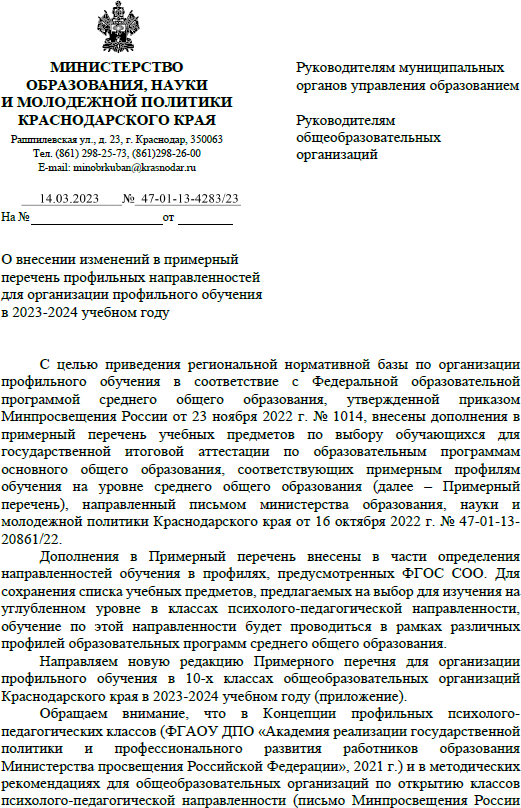 МИНИСТЕРСТВО
ОБРАЗОВАНИЯ, НАУКИ
И МОЛОДЕЖНОЙ ПОЛИТИКИ
КРАСНОДАРСКОГО КРАЯ
Рашпилевская ул., д. 23, г. Краснодар, 350063
Тел. (861) 298-25-73, (861)298-26-00
E-mail: minobrkuban@krasnodar.ru
14.03.2023 № 47-01-13-4283/23
На № от
Руководителям муниципальных
органов управления образованием
Руководителям
общеобразовательных
организаций
О внесении изменений в примерный
перечень профильных направленностей
для организации профильного обучения
в 2023-2024 учебном году
С целью приведения региональной нормативной базы по организации
профильного обучения в соответствие с Федеральной образовательной
программой среднего общего образования, утвержденной приказом
Минпросвещения России от 23 ноября 2022 г. № 1014, внесены дополнения в
примерный перечень учебных предметов по выбору обучающихся для
государственной итоговой аттестации по образовательным программам
основного общего образования, соответствующих примерным профилям
обучения на уровне среднего общего образования (далее – Примерный
перечень), направленный письмом министерства образования, науки и
молодежной политики Краснодарского края от 16 октября 2022 г. № 47-01-13-
20861/22.
Дополнения в Примерный перечень внесены в части определения
направленностей обучения в профилях, предусмотренных ФГОС СОО. Для
сохранения списка учебных предметов, предлагаемых на выбор для изучения на
углубленном уровне в классах психолого-педагогической направленности,
обучение по этой направленности будет проводиться в рамках различных
профилей образовательных программ среднего общего образования.
Направляем новую редакцию Примерного перечня для организации
профильного обучения в 10-х классах общеобразовательных организаций
Краснодарского края в 2023-2024 учебном году (приложение).
Обращаем внимание, что в Концепции профильных психолого-
педагогических классов (ФГАОУ ДПО «Академия реализации государственной
политики и профессионального развития работников образования
Министерства просвещения Российской Федерации», 2021 г.) и в методических
рекомендациях для общеобразовательных организаций по открытию классов
психолого-педагогической направленности (письмо Минпросвещения России